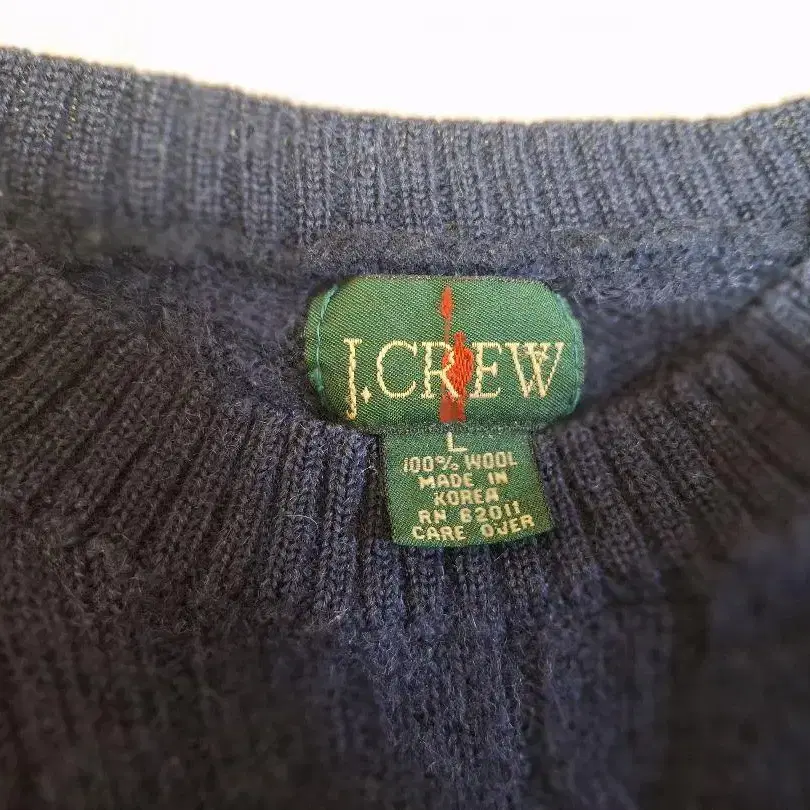 J.CREW
L
100% WOOL
MADE IN
KOREA
RN 62011
CARE OVER